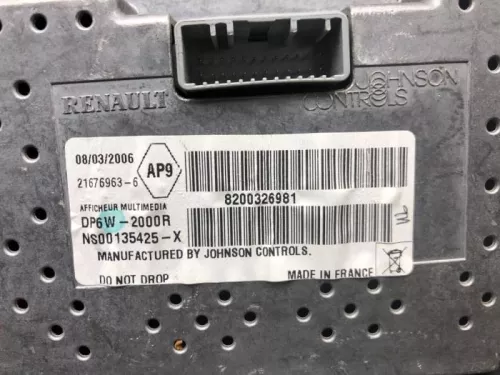 RENAULT
JOHNSON
CONTROLS
08/03/2006
AP9
21675963-6
8200326981
AFFICHEUR MULTIMEDIA
DP6W-2000R
NS00135425-X
MANUFACTURED BY JOHNSON CONTROLS.
DO NOT DROP
MADE IN FRANCE